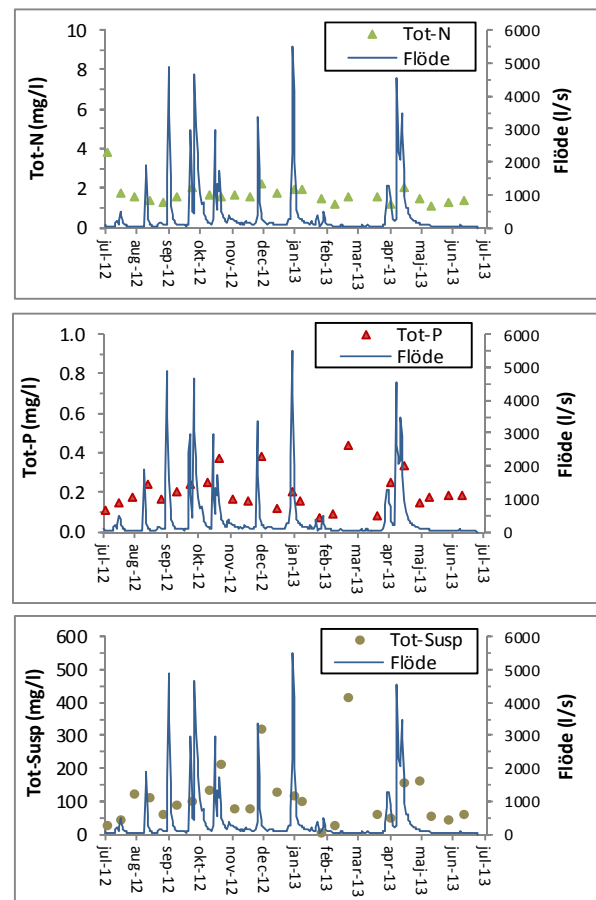 Tot-N
Flöde
Tot-N (mg/l)
10
8
6
4
2
0
Flöde (l/s)
6000
5000
4000
3000
2000
1000
0
jul-12
aug-12
sep-12
okt-12
nov-12
dec-12
jan-13
feb-13
mar-13
apr-13
maj-13
jun-13
jul-13
Tot-P
Flöde
Tot-P (mg/l)
1.0
0.8
0.6
0.4
0.2
0.0
Flöde (l/s)
6000
5000
4000
3000
2000
1000
0
jul-12
aug-12
sep-12
okt-12
nov-12
dec-12
jan-13
feb-13
mar-13
apr-13
maj-13
jun-13
jul-13
Tot-Susp
Flöde
Tot-Susp (mg/l)
600
500
400
300
200
100
0
Flöde (l/s)
6000
5000
4000
3000
2000
1000
0
jul-12
aug-12
sep-12
okt-12
nov-12
dec-12
jan-13
feb-13
mar-13
apr-13
maj-13
jun-13
jul-13